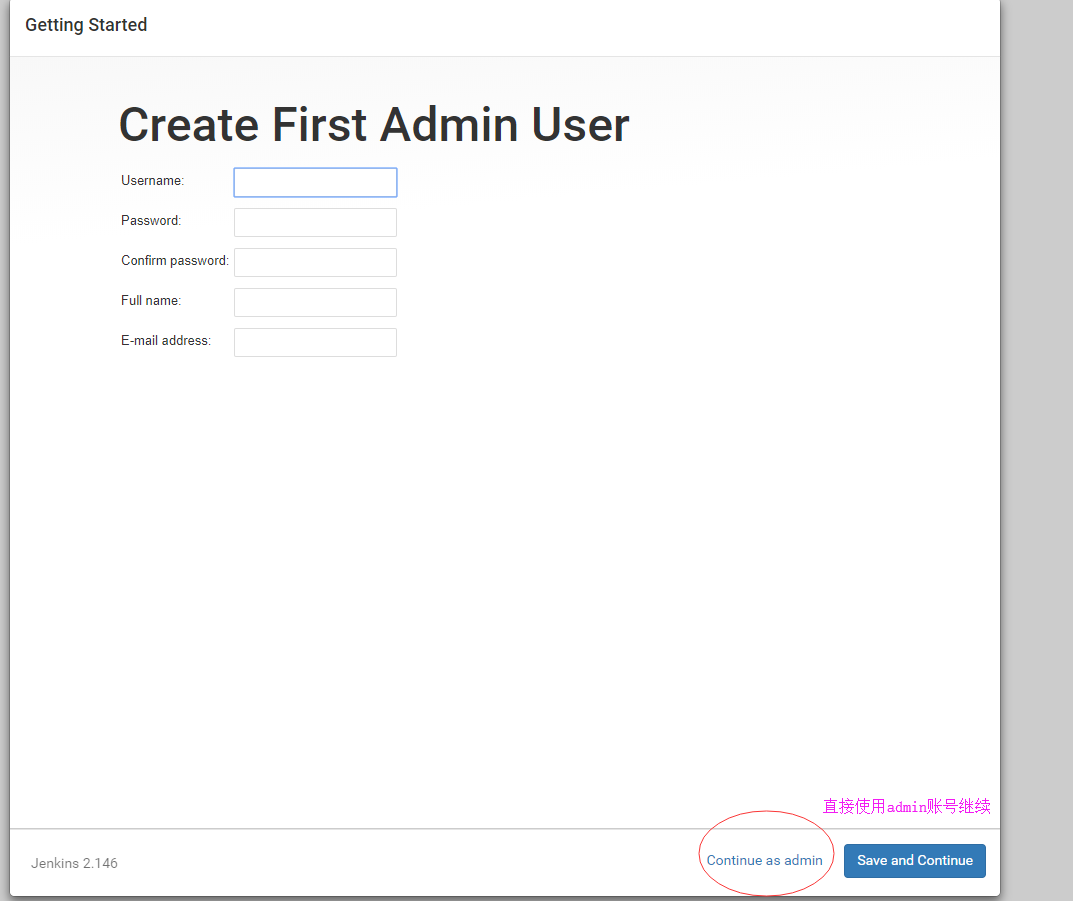 Getting Started
Create First Admin User
Username:
Password:
Confirm password:
Full name:
E-mail address:
直接使用admin账号继续
Jenkins 2.146
Continue as admin
Save and Continue